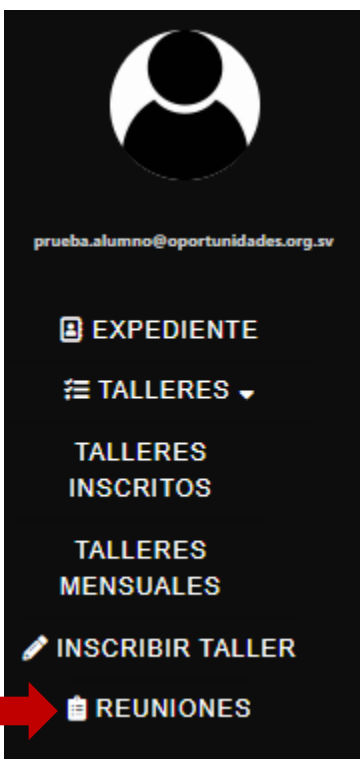 prueba.alumno@oportunidades.org.sv
EXPEDIENTE
TALLERES
TALLERES
INSCRITOS
TALLERES
MENSUALES
INSCRIBIR TALLER
REUNIONES